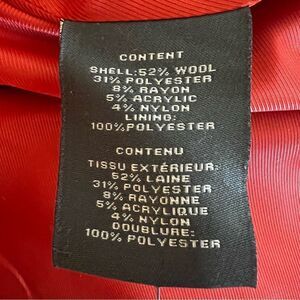 CONTENT
SHELL:52% WOOL
31% POLYESTER
8% RAYON
5% ACRYLIC
4% NYLON
LINING:
100%POLYESTER
CONTENU
TISSU EXTÉRIEUR:
52% LAINE
31% POLYESTER
8% RAYONNE
5% ACRYLIQUE
4% NYLON
DOUBLURE:
100% POLYESTER